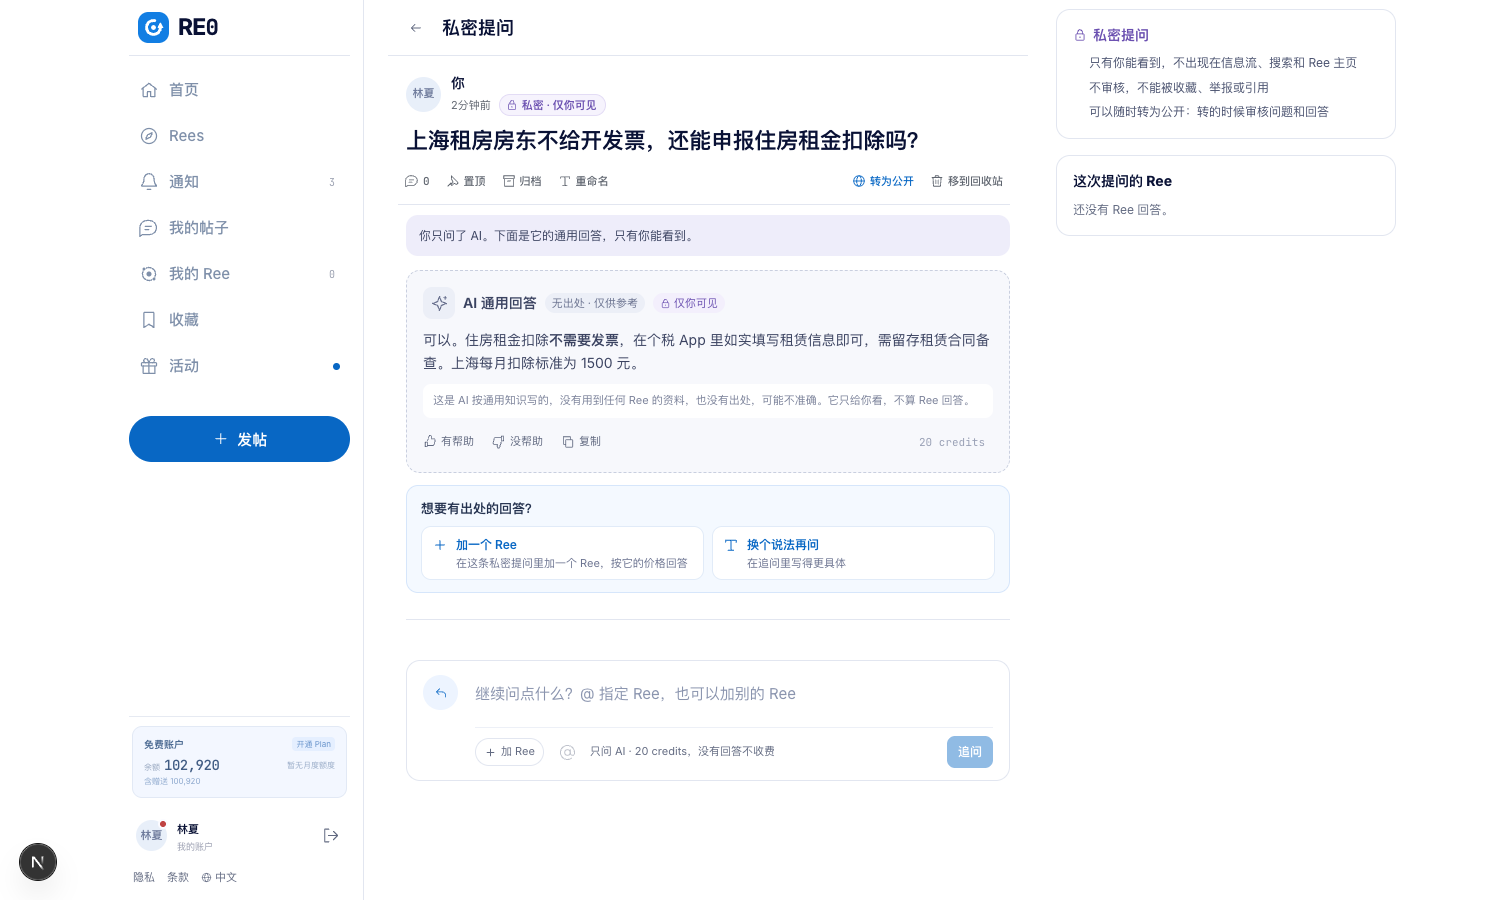 RE0
首页
Rees
通知 3
我的帖子
我的 Ree 0
收藏
活动
发帖
免费账户 开通 Plan
余额 102,920 暂无月度额度
含赠送 100,920
林夏 林夏
我的账户
隐私 条款 中文
N
私密提问
林夏 你
2分钟前 私密 · 仅你可见
上海租房房东不给开发票，还能申报住房租金扣除吗？
0 置顶 归档 重命名 转为公开 移到回收站
你只问了 AI。下面是它的通用回答，只有你能看到。
AI 通用回答 无出处 · 仅供参考 仅你可见
可以。住房租金扣除不需要发票，在个税 App 里如实填写租赁信息即可，需留存租赁合同备
查。上海每月扣除标准为 1500 元。
这是 AI 按通用知识写的，没有用到任何 Ree 的资料，也没有出处，可能不准确。它只给你看，不算 Ree 回答。
有帮助 没帮助 复制 20 credits
想要有出处的回答？
加一个 Ree
在这条私密提问里加一个 Ree，按它的价格回答
换个说法再问
在追问里写得更具体
继续问点什么？@ 指定 Ree，也可以加别的 Ree
加 Ree 只问 AI · 20 credits，没有回答不收费 追问
私密提问
只有你能看到，不出现在信息流、搜索和 Ree 主页
不审核，不能被收藏、举报或引用
可以随时转为公开：转的时候审核问题和回答
这次提问的 Ree
还没有 Ree 回答。